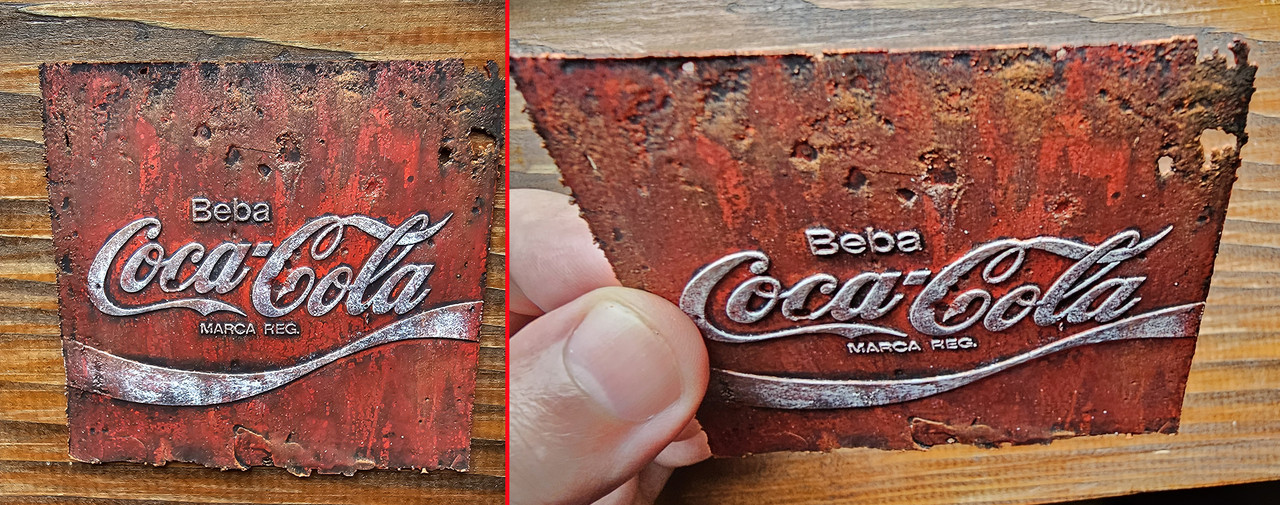 Beba
Coca-Cola
MARCA REG.
Beba
Coca-Cola
MARCA REG.